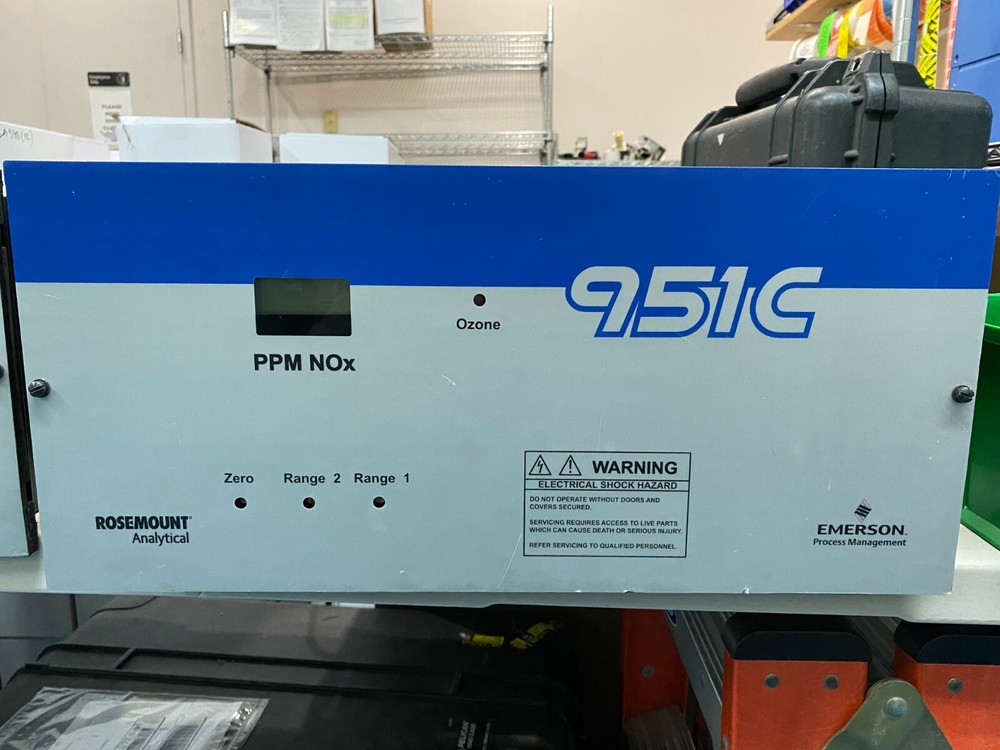 PLEASE
951C
Ozone
PPM NOx
Zero
Range 2
Range 1
WARNING
ELECTRICAL SHOCK HAZARD
DO NOT OPERATE WITHOUT DOORS AND
COVERS SECURED.
SERVICING REQUIRES ACCESS TO LIVE PARTS
WHICH CAN CAUSE DEATH OR SERIOUS INJURY.
REFER SERVICING TO QUALIFIED PERSONNEL.
ROSEMOUNT®
Analytical
EMERSON.
Process Management